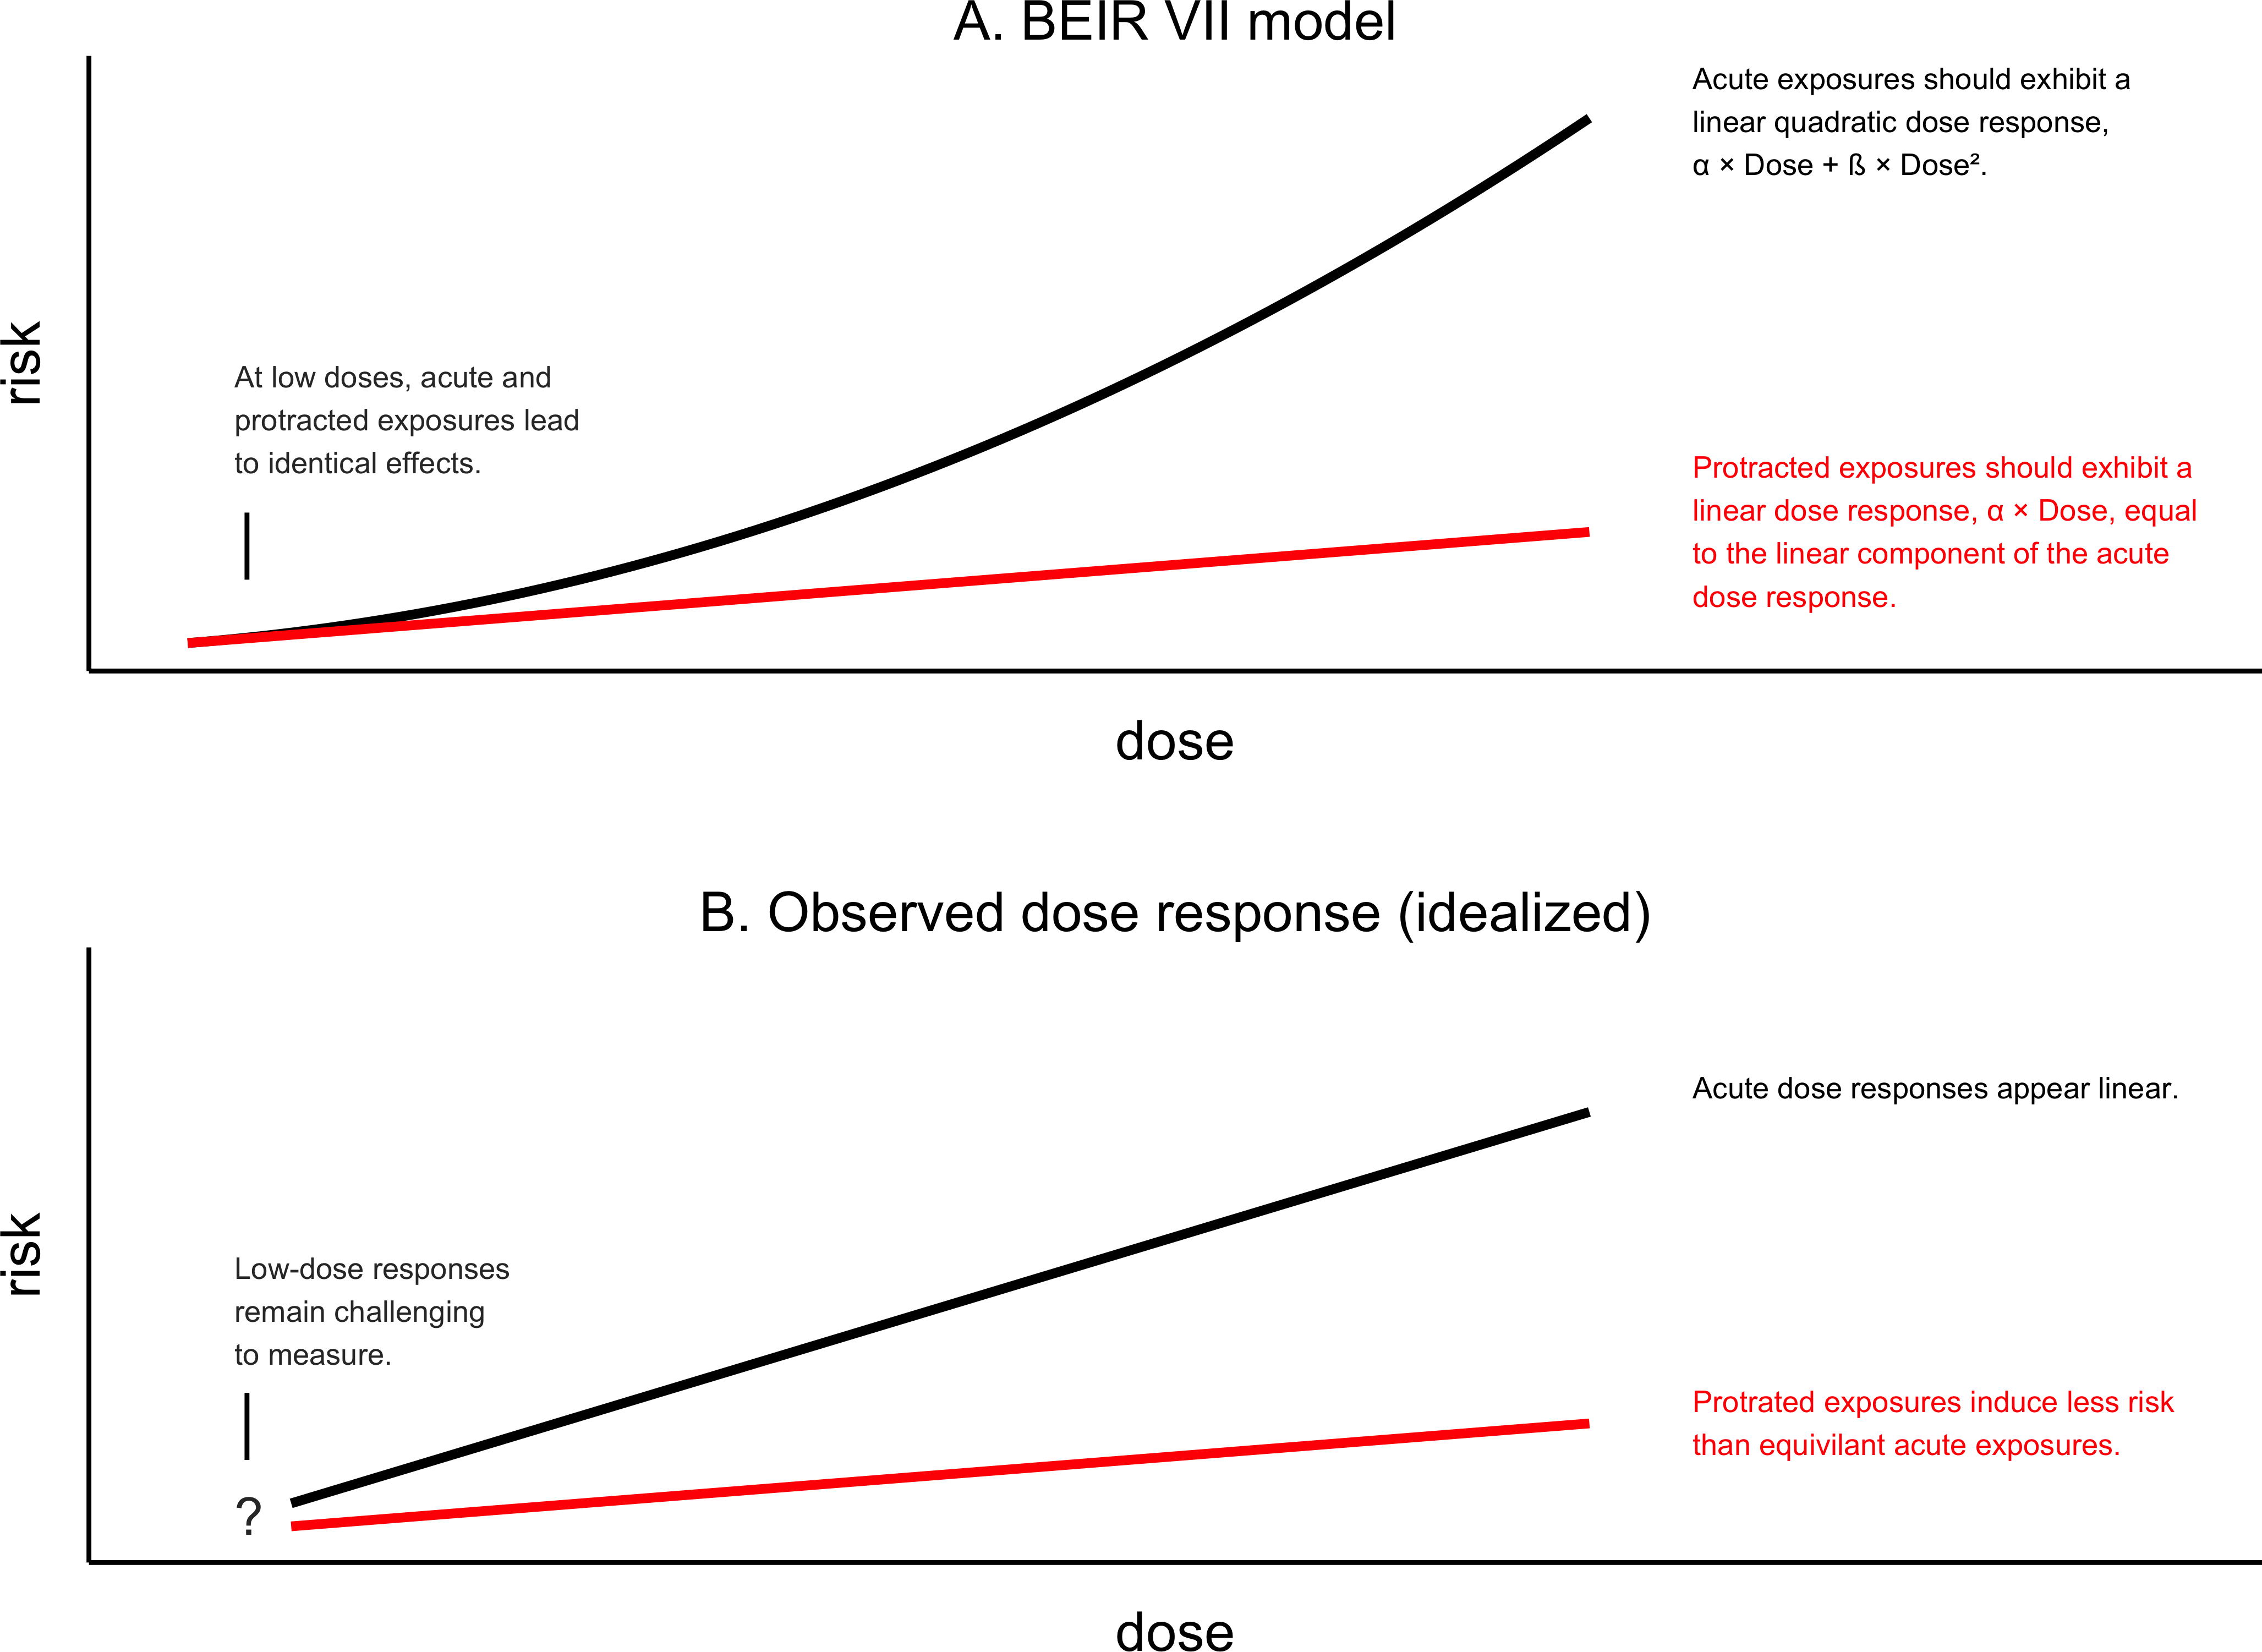 A. BEIR VII model
Acute exposures should exhibit a
linear quadratic dose response,
α × Dose + ß × Dose².
risk
At low doses, acute and
protracted exposures lead
to identical effects.
Protracted exposures should exhibit a
linear dose response, α × Dose, equal
to the linear component of the acute
dose response.
dose
B. Observed dose response (idealized)
Acute dose responses appear linear.
risk
Low-dose responses
remain challenging
to measure.
?
Protrated exposures induce less risk
than equivilant acute exposures.
dose